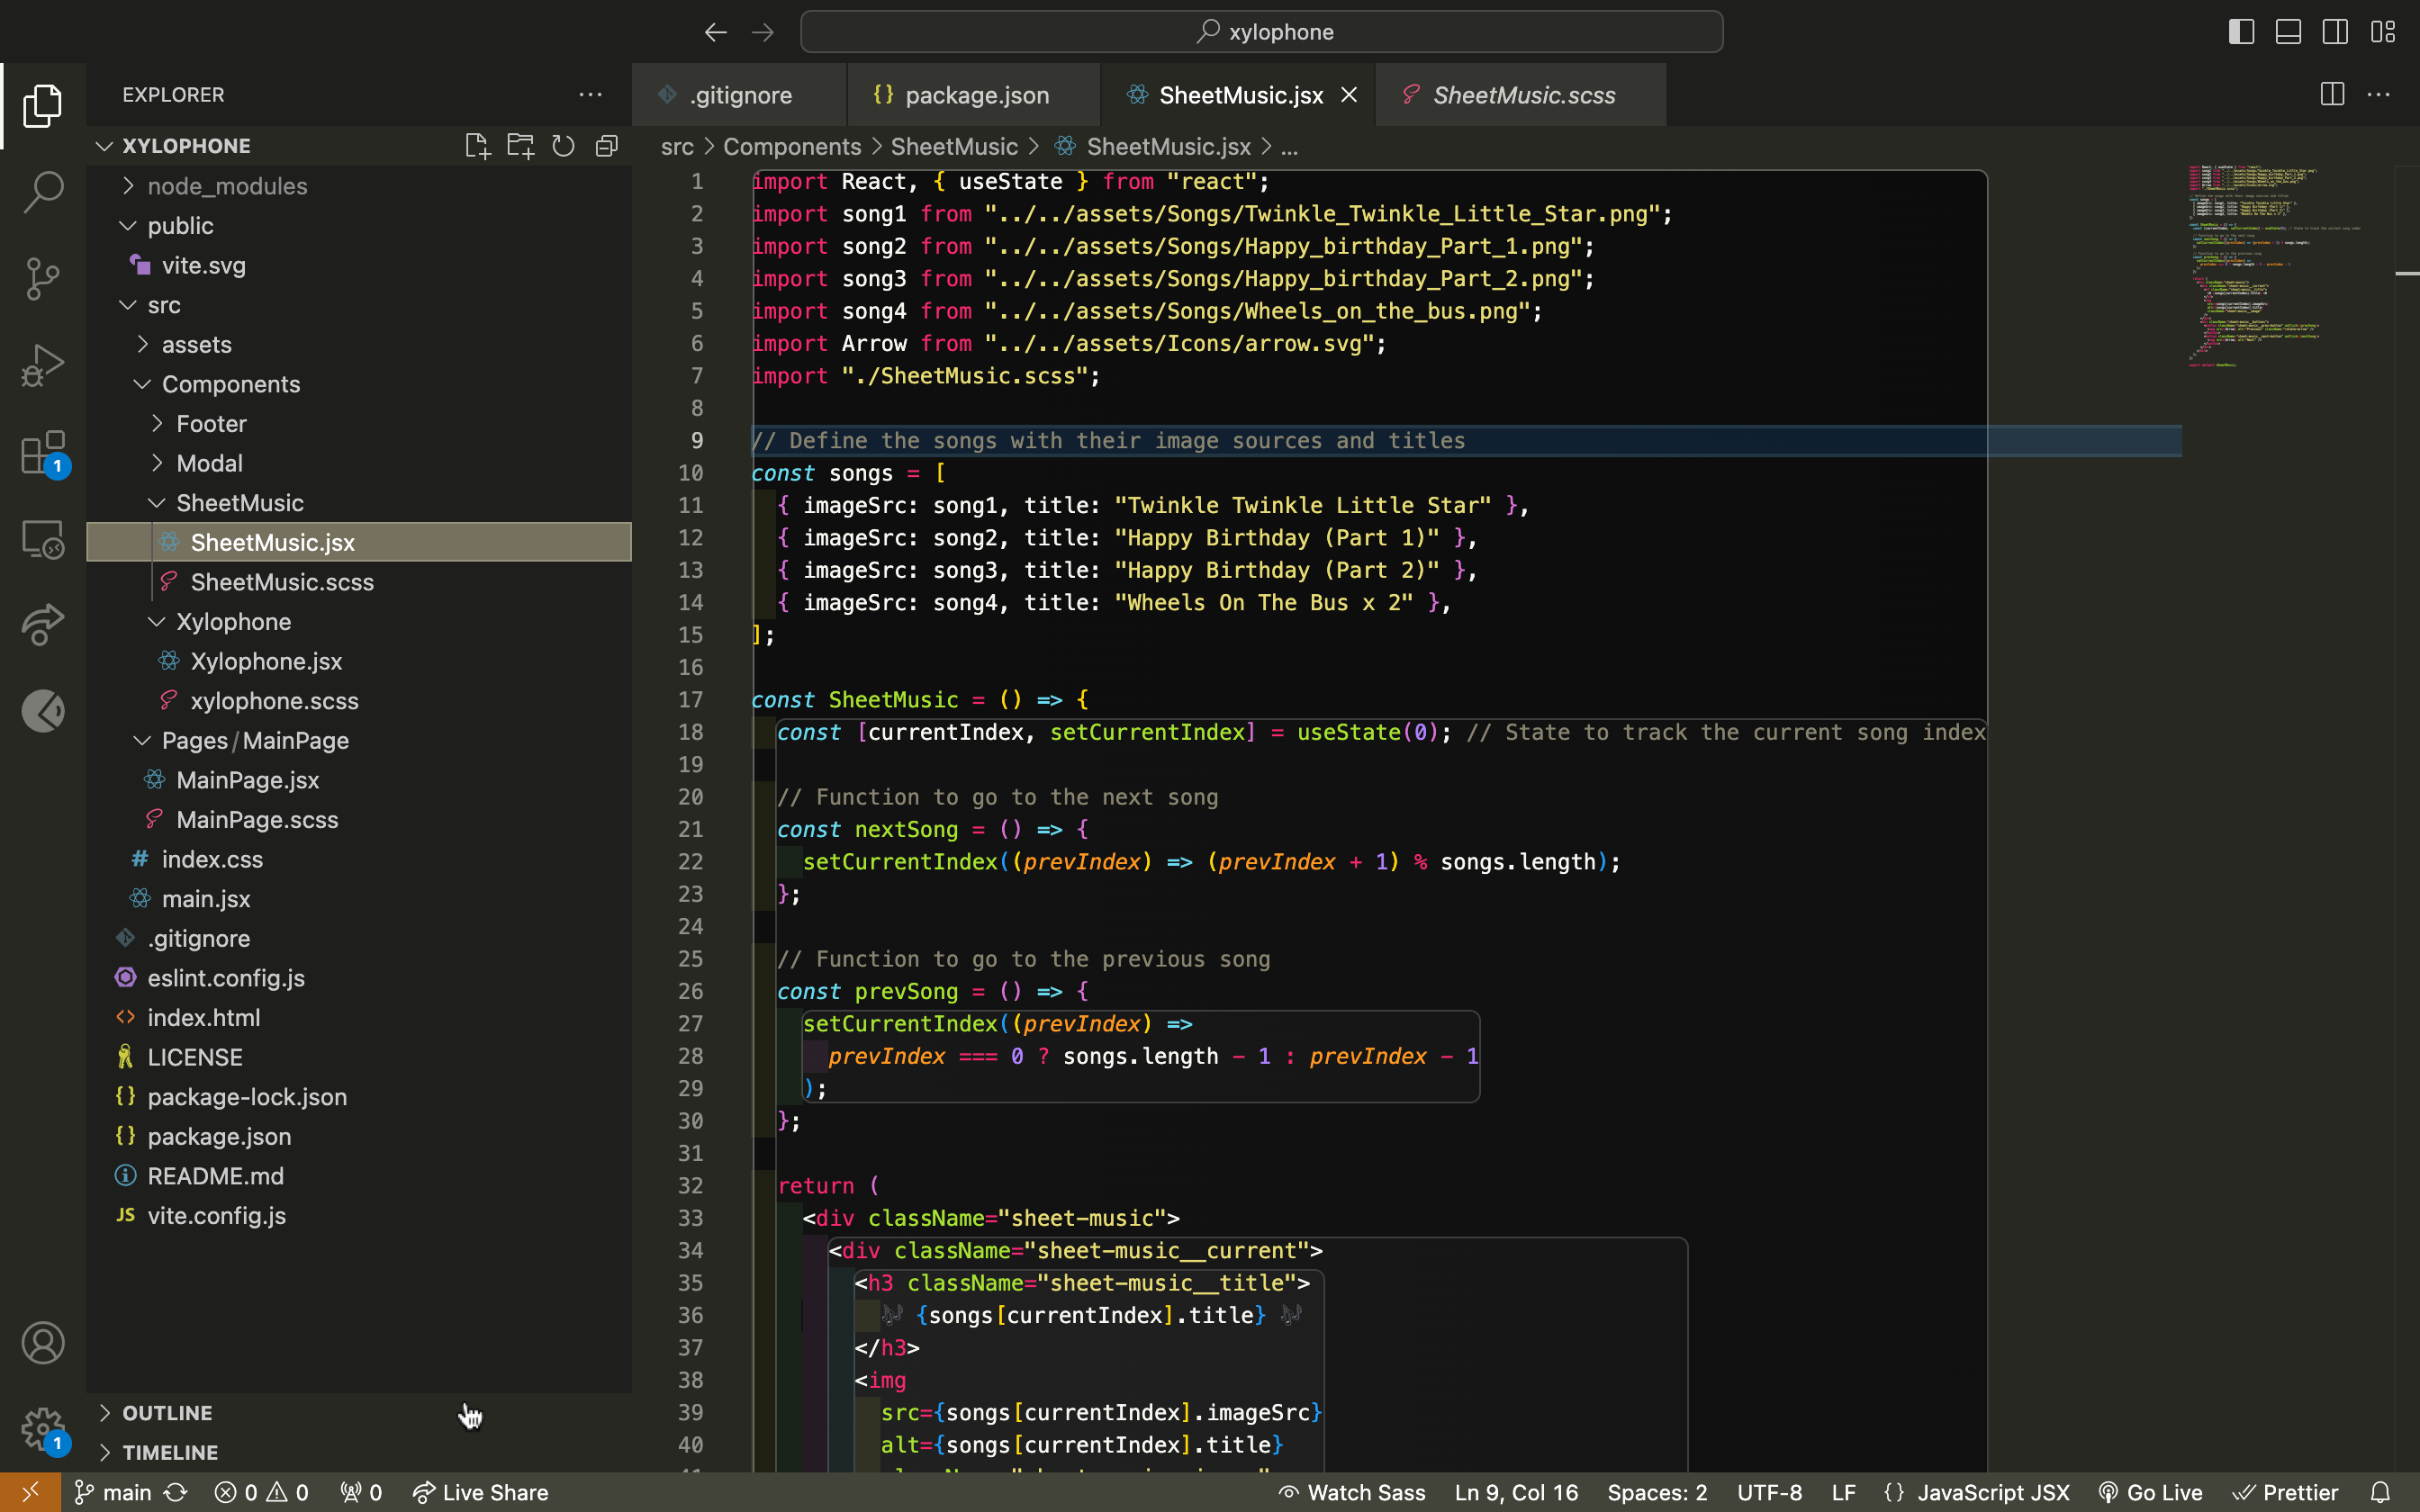 xylophone
EXPLORER
XYLOPHONE
node_modules
public
vite.svg
src
assets
Components
Footer
Modal
SheetMusic
SheetMusic.jsx
SheetMusic.scss
Xylophone
Xylophone.jsx
xylophone.scss
Pages/MainPage
MainPage.jsx
MainPage.scss
# index.css
main.jsx
.gitignore
eslint.config.js
<> index.html
LICENSE
{} package-lock.json
{} package.json
README.md
JS vite.config.js
OUTLINE
TIMELINE
1
1
.gitignore {} package.json SheetMusic.jsx SheetMusic.scss
src > Components > SheetMusic > SheetMusic.jsx > ...
1 import React, { useState } from "react";
2 import song1 from "../../assets/Songs/Twinkle_Twinkle_Little_Star.png";
3 import song2 from "../../assets/Songs/Happy_birthday_Part_1.png";
4 import song3 from "../../assets/Songs/Happy_birthday_Part_2.png";
5 import song4 from "../../assets/Songs/Wheels_on_the_bus.png";
6 import Arrow from "../../assets/Icons/arrow.svg";
7 import "./SheetMusic.scss";
8
9 // Define the songs with their image sources and titles
10 const songs = [
11 { imageSrc: song1, title: "Twinkle Twinkle Little Star" },
12 { imageSrc: song2, title: "Happy Birthday (Part 1)" },
13 { imageSrc: song3, title: "Happy Birthday (Part 2)" },
14 { imageSrc: song4, title: "Wheels On The Bus x 2" },
15 ];
16
17 const SheetMusic = () => {
18 const [currentIndex, setCurrentIndex] = useState(0); // State to track the current song index
19
20 // Function to go to the next song
21 const nextSong = () => {
22 setCurrentIndex((prevIndex) => (prevIndex + 1) % songs.length);
23 };
24
25 // Function to go to the previous song
26 const prevSong = () => {
27 setCurrentIndex((prevIndex) =>
28 prevIndex === 0 ? songs.length - 1 : prevIndex - 1
29 );
30 };
31
32 return (
33 <div className="sheet-music">
34 <div className="sheet-music__current">
35 <h3 className="sheet-music__title">
36 🎶 {songs[currentIndex].title} 🎶
37 </h3>
38 <img
39 src={songs[currentIndex].imageSrc}
40 alt={songs[currentIndex].title}
main 0 0 0 Live Share Watch Sass Ln 9, Col 16 Spaces: 2 UTF-8 LF {} JavaScript JSX Go Live Prettier